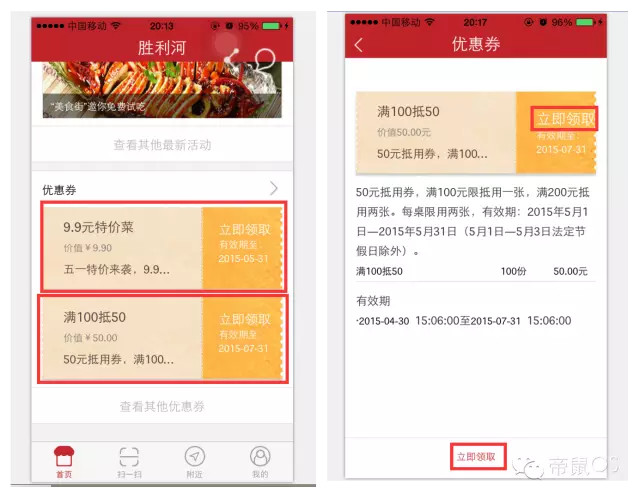 中国移动 20:13 95%
胜利河
“美食街”邀你免费试吃
查看其他最新活动
优惠券
9.9元特价菜
价值￥9.90
五一特价来袭，9.9…
立即领取
有效期至：
2015-05-31
满100抵50
价值￥50.00
50元抵用券，满100…
立即领取
有效期至：
2015-07-31
查看其他优惠券
首页 扫一扫 附近 我的
中国移动 20:17 96%
优惠券
满100抵50
价值50.00元
50元抵用券，满100…
立即领取
有效期至：
2015-07-31
50元抵用券，满100元限抵用一张，满200元抵
用两张。每桌限用两张，有效期：2015年5月1
日—2015年5月31日（5月1日—5月3日法定节
假日除外）。
满100抵50 100份 50.00元
有效期
·2015-04-30 15:06:00至2015-07-31 15:06:00
立即领取
帝鼠OS